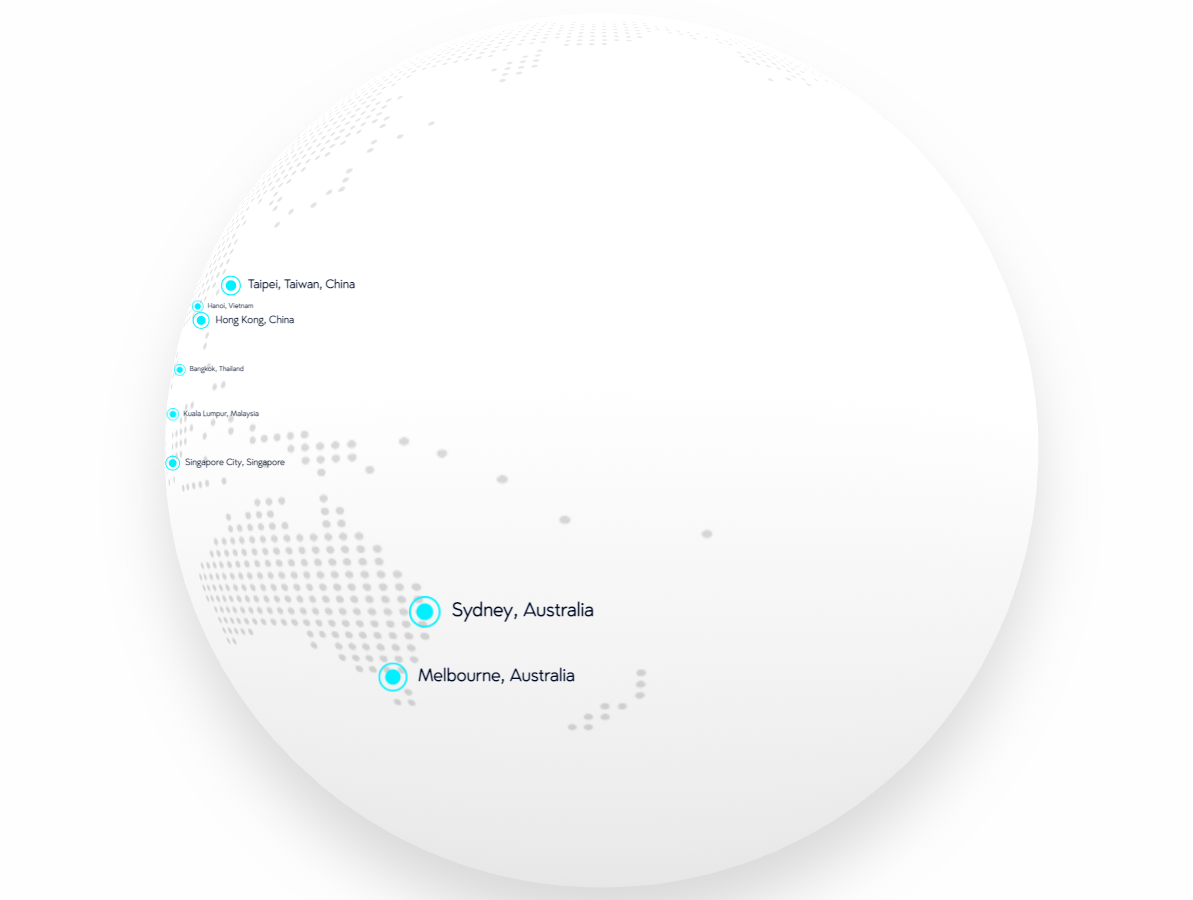 Taipei, Taiwan, China
Hanoi, Vietnam
Hong Kong, China
Bangkok, Thailand
Kuala Lumpur, Malaysia
Singapore City, Singapore
Sydney, Australia
Melbourne, Australia